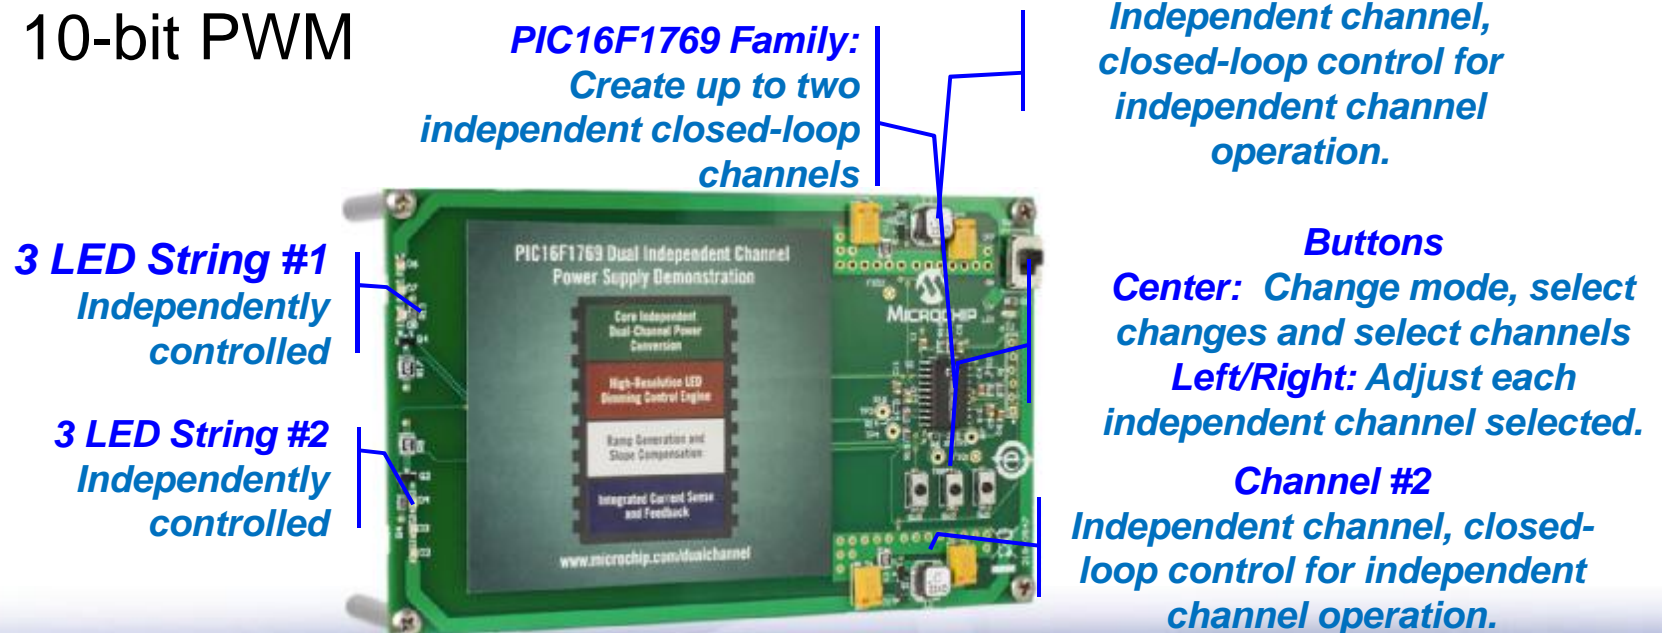 10-bit PWM
PIC16F1769 Family:
Create up to two
independent closed-loop
channels
Independent channel,
closed-loop control for
independent channel
operation.
3 LED String #1
Independently
controlled
3 LED String #2
Independently
controlled
PIC16F1769 Dual Independent Channel
Power Supply Demonstration
Core Independent
Dual-Channel Power
Conversion
High-Resolution LED
Dimming Control Engine
Ramp Generation and
Slope Compensation
Integrated Current Sense
and Feedback
www.microchip.com/dualchannel
MICROCHIP
Buttons
Center: Change mode, select
changes and select channels
Left/Right: Adjust each
independent channel selected.
Channel #2
Independent channel, closed-
loop control for independent
channel operation.